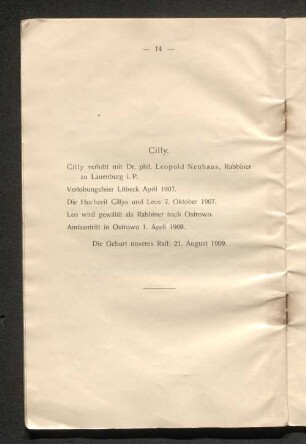 — 14 —
Cilly.
Cilly verlobt mit Dr. phil. Leopold Neuhaus, Rabbiner
zu Lauenburg i. P.
Verlobungsfeier Lübeck April 1907.
Die Hochzeit Cillys und Leos 7. Oktober 1907.
Leo wird gewählt als Rabbiner nach Ostrowo.
Amtsantritt in Ostrowo 1. April 1908.
Die Geburt unseres Ralf, 21. August 1909.